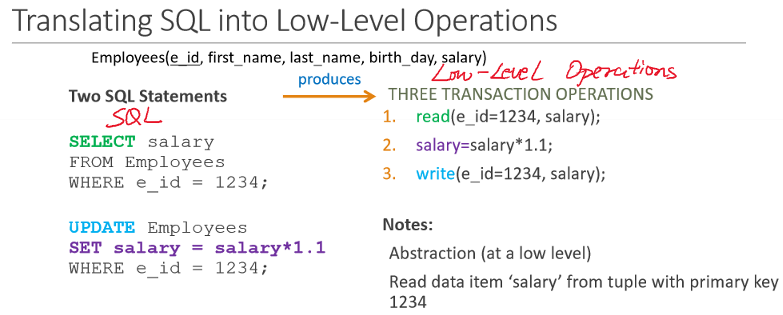 Translating SQL into Low-Level Operations
Employees(e_id, first_name, last_name, birth_day, salary)
produces
Low-Level Operations
Two SQL Statements
THREE TRANSACTION OPERATIONS
SQL
1. read(e_id=1234, salary);
2. salary=salary*1.1;
3. write(e_id=1234, salary);
SELECT salary
FROM Employees
WHERE e_id = 1234;
UPDATE Employees
SET salary = salary*1.1
WHERE e_id = 1234;
Notes:
Abstraction (at a low level)
Read data item ‘salary’ from tuple with primary key
1234